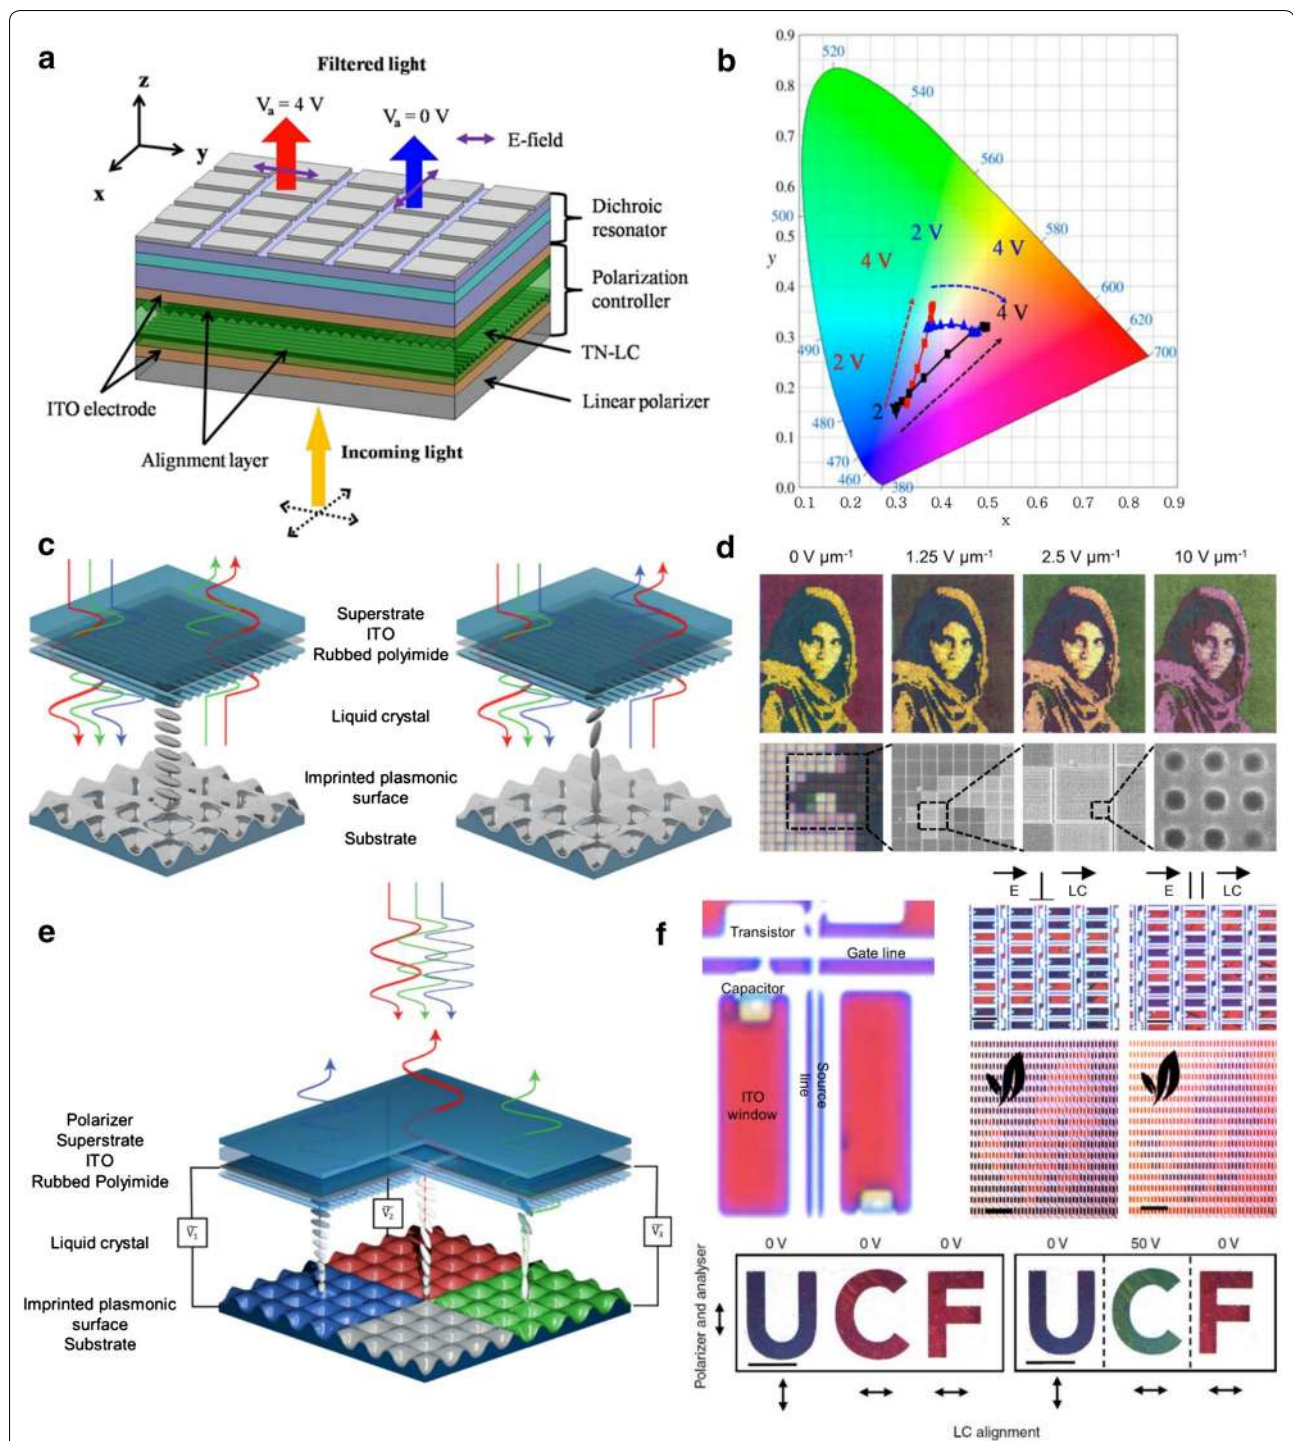 a
Filtered light
Va = 4 V
Va = 0 V
E-field
z
y
x
Dichroic
resonator
Polarization
controller
TN-LC
Linear polarizer
ITO electrode
Alignment layer
Incoming light
b
0.9
0.8
0.7
0.6
0.5
y
0.4
0.3
0.2
0.1
0.0
0.1
0.2
0.3
0.4
0.5
0.6
0.7
0.8
0.9
x
520
540
560
500
580
600
620
700
490
480
470
460
380
2 V
4 V
4 V
4 V
2 V
2
c
Superstrate
ITO
Rubbed polyimide
Liquid crystal
Imprinted plasmonic
surface
Substrate
d
0 V µm-1
1.25 V µm-1
2.5 V µm-1
10 V µm-1
e
Polarizer
Superstrate
ITO
Rubbed Polyimide
Liquid crystal
Imprinted plasmonic
surface
Substrate
V1
V2
V3
f
Transistor
Gate line
Capacitor
Source
line
ITO
window
E ⊥ LC
E || LC
0 V
0 V
0 V
0 V
50 V
0 V
UCF
UCF
Polarizer and analyser
LC alignment